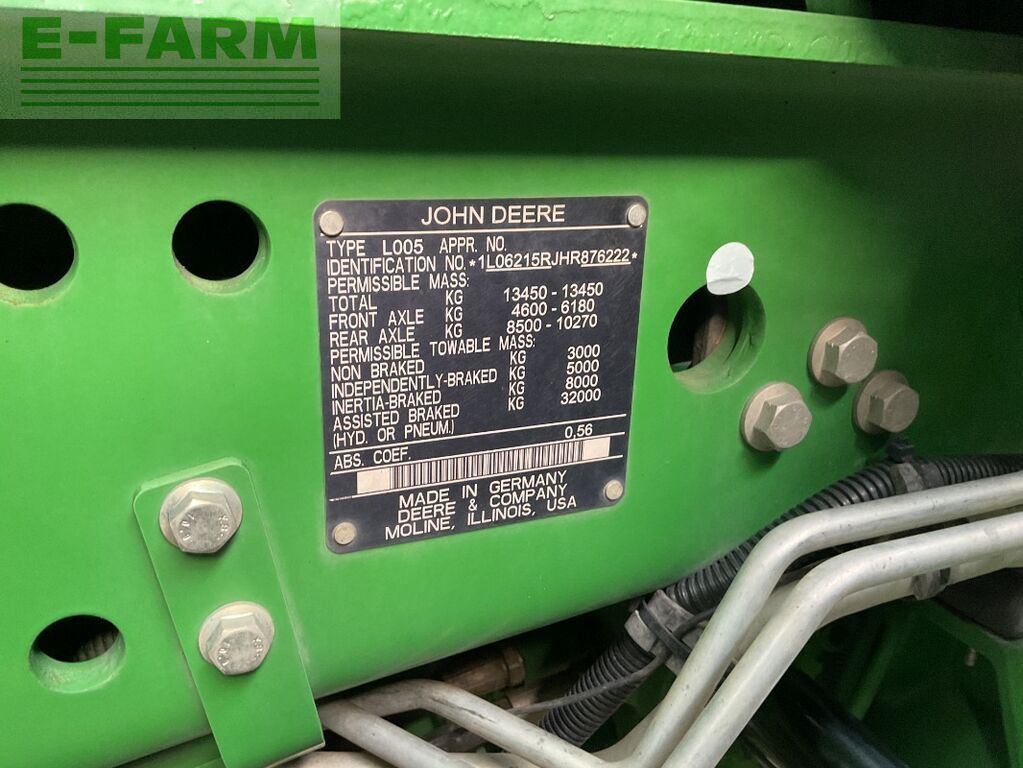 E-FARM
JOHN DEERE
TYPE L005 APPR. NO.
IDENTIFICATION NO. *1L06215RJHR876222*
PERMISSIBLE MASS:
TOTAL KG 13450 - 13450
FRONT AXLE KG 4600 - 6180
REAR AXLE KG 8500 - 10270
PERMISSIBLE TOWABLE MASS:
NON BRAKED KG 3000
INDEPENDENTLY-BRAKED KG 5000
INERTIA-BRAKED KG 8000
ASSISTED BRAKED KG 32000
(HYD. OR PNEUM.)
ABS. COEF. 0,56
MADE IN GERMANY
DEERE & COMPANY
MOLINE, ILLINOIS, USA